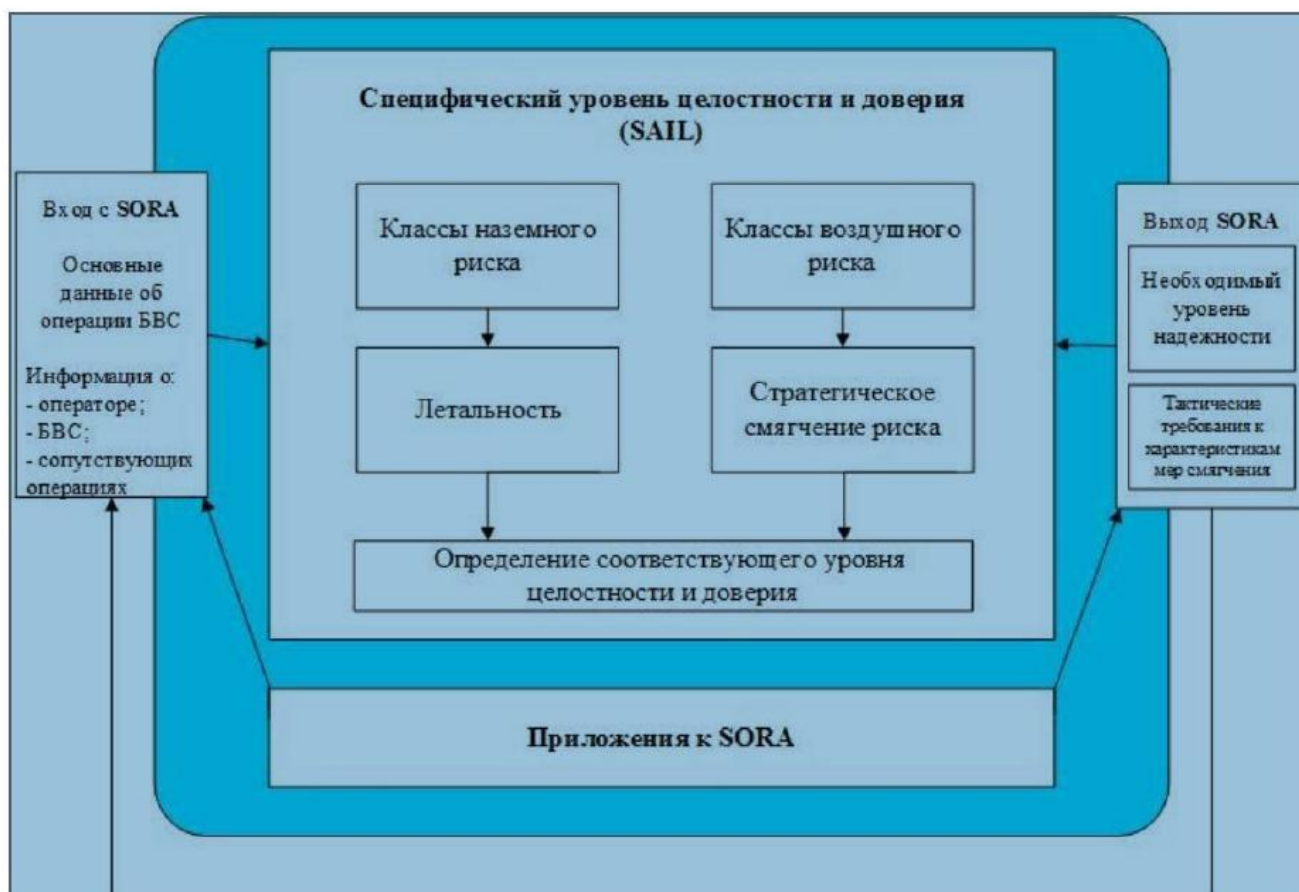 Специфический уровень целостности и доверия
(SAIL)
Вход с SORA
Основные
данные об
операции БВС
Информация о:
- операторе;
- БВС;
- сопутствующих
операциях
Классы наземного
риска
Классы воздушного
риска
Летальность
Стратегическое
смягчение риска
Определение соответствующего уровня
целостности и доверия
Выход SORA
Необходимый
уровень
надежности
Тактические
требования к
характеристикам
мер смягчения
Приложения к SORA